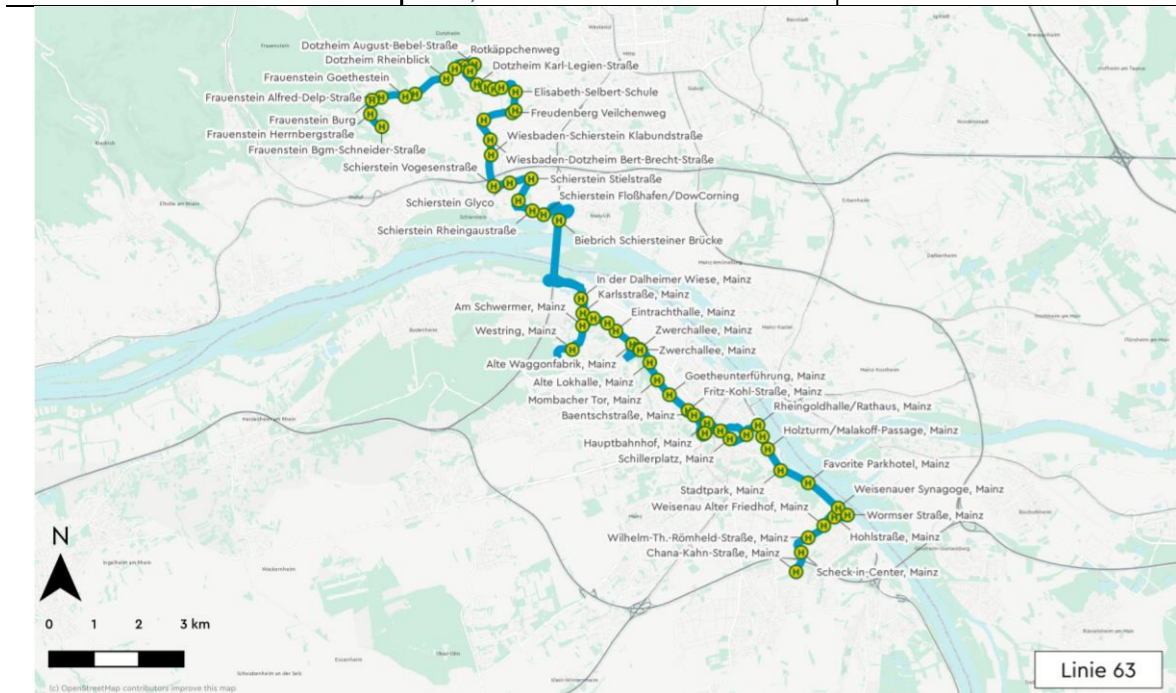 Dotzheim August-Bebel-Straße
Rotkäppchenweg
Dotzheim Rheinblick
Dotzheim Karl-Legien-Straße
Frauenstein Goethestein
Elisabeth-Selbert-Schule
Frauenstein Alfred-Delp-Straße
Freudenberg Veilchenweg
Frauenstein Burg
Frauenstein Herrnbergstraße
Wiesbaden-Schierstein Klabundstraße
Frauenstein Bgm-Schneider-Straße
Wiesbaden-Dotzheim Bert-Brecht-Straße
Schierstein Vogesenstraße
Schierstein Stielstraße
Schierstein Floßhafen/DowCorning
Schierstein Glyco
Schierstein Rheingaustraße
Biebrich Schiersteiner Brücke
In der Dalheimer Wiese, Mainz
Karlsstraße, Mainz
Am Schwermer, Mainz
Eintrachthalle, Mainz
Westring, Mainz
Zwerchallee, Mainz
Zwerchallee, Mainz
Alte Waggonfabrik, Mainz
Alte Lokhalle, Mainz
Goetheunterführung, Mainz
Mombacher Tor, Mainz
Fritz-Kohl-Straße, Mainz
Baentschstraße, Mainz
Rheingoldhalle/Rathaus, Mainz
Hauptbahnhof, Mainz
Holzturm/Malakoff-Passage, Mainz
Schillerplatz, Mainz
Favorite Parkhotel, Mainz
Stadtpark, Mainz
Weisenauer Synagoge, Mainz
Weisenau Alter Friedhof, Mainz
Wormser Straße, Mainz
Wilhelm-Th.-Römheld-Straße, Mainz
Hohlstraße, Mainz
Chana-Kahn-Straße, Mainz
Scheck-in-Center, Mainz
N
0 1 2 3 km
Linie 63
(c) OpenStreetMap contributors improve this map